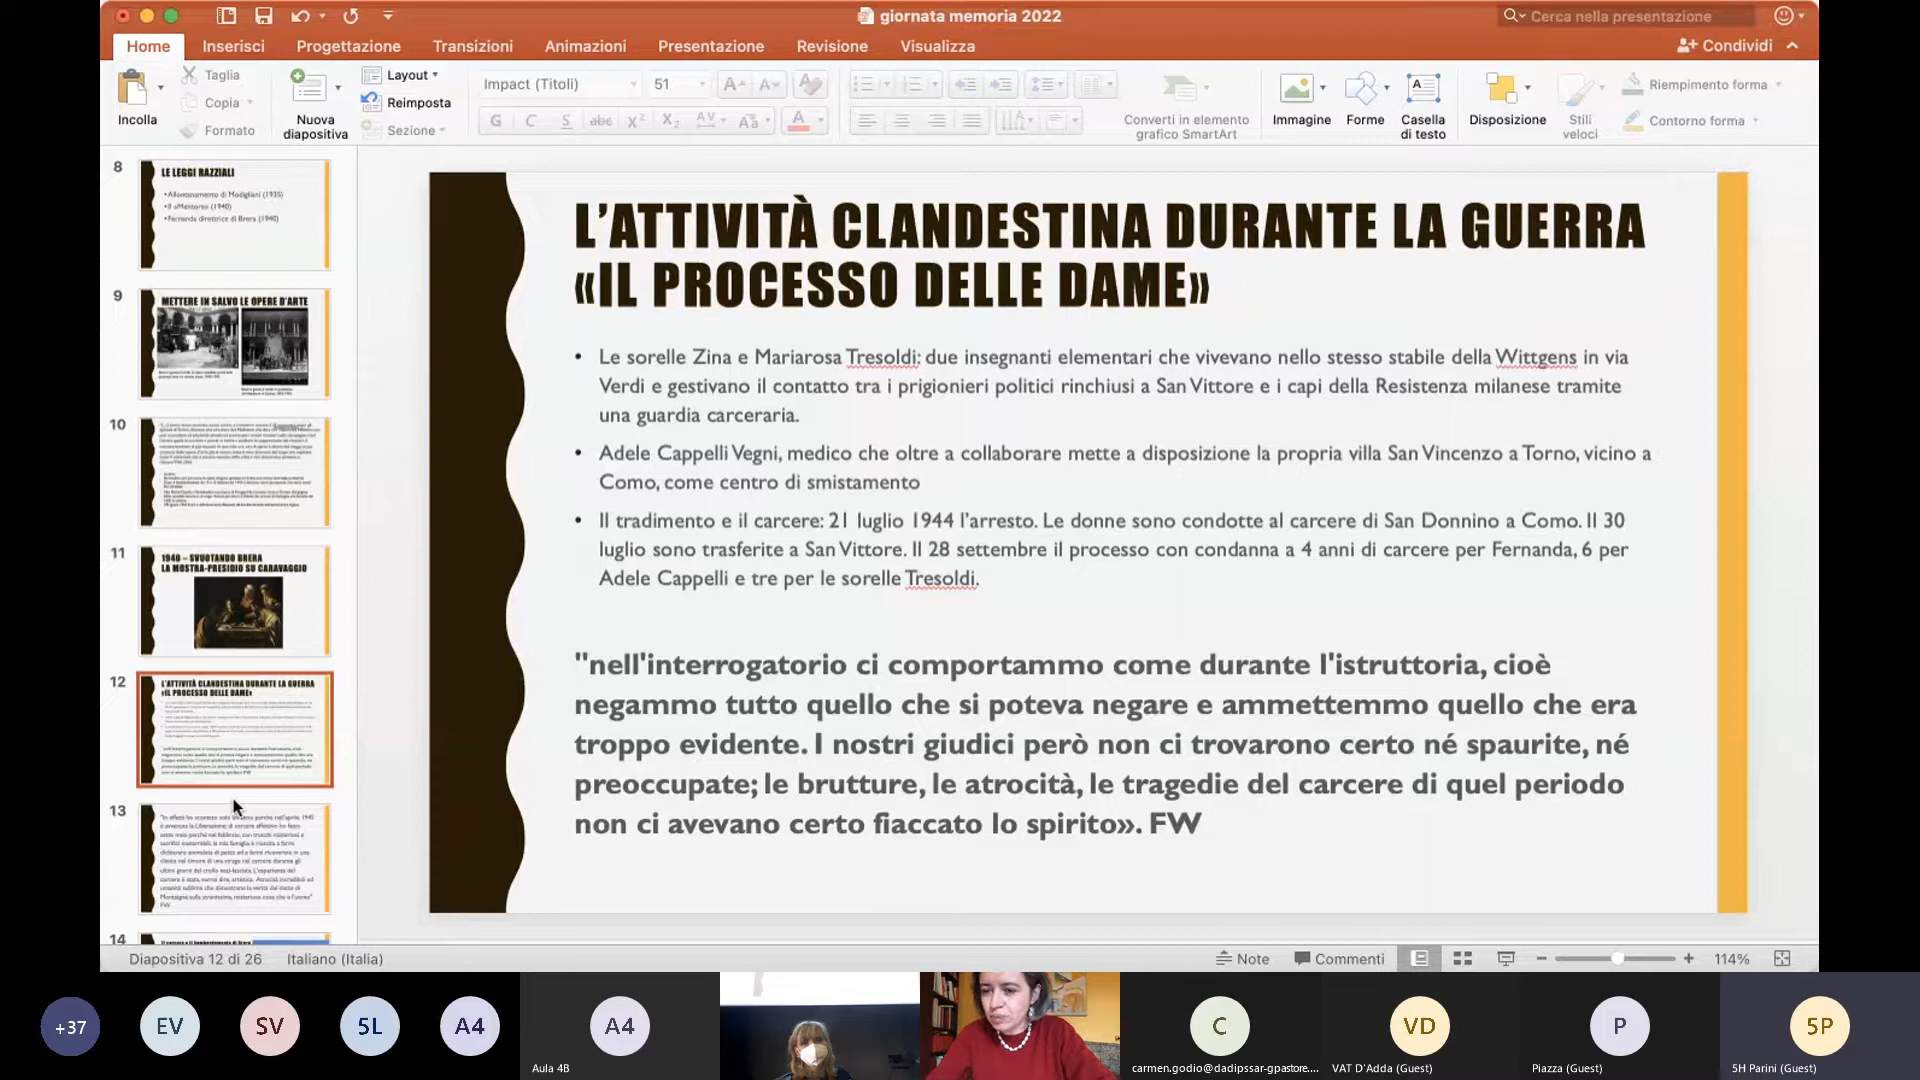 giornata memoria 2022
Cerca nella presentazione
Home Inserisci Progettazione Transizioni Animazioni Presentazione Revisione Visualizza
Condividi
Incolla
Taglia
Copia
Formato
Nuova
diapositiva
Layout
Reimposta
Sezione
Impact (Titoli) 51
Converti in elemento
grafico SmartArt
Immagine
Forme
Casella
di testo
Disposizione
Stili
veloci
Riempimento forma
Contorno forma
8
LE LEGGI RAZZIALI
•Allontanamento di Modigliani (1935)
•Il «Mentore» (1940)
•Fernanda direttrice di Brera (1940)
9
METTERE IN SALVO LE OPERE D'ARTE
10
11
1940 – SVUOTANDO BRERA
LA MOSTRA-PRESIDIO SU CARAVAGGIO
12
L'ATTIVITÀ CLANDESTINA DURANTE LA GUERRA
«IL PROCESSO DELLE DAME»
13
14
L'ATTIVITÀ CLANDESTINA DURANTE LA GUERRA
«IL PROCESSO DELLE DAME»
• Le sorelle Zina e Mariarosa Tresoldi: due insegnanti elementari che vivevano nello stesso stabile della Wittgens in via
Verdi e gestivano il contatto tra i prigionieri politici rinchiusi a San Vittore e i capi della Resistenza milanese tramite
una guardia carceraria.
• Adele Cappelli Vegni, medico che oltre a collaborare mette a disposizione la propria villa San Vincenzo a Torno, vicino a
Como, come centro di smistamento
• Il tradimento e il carcere: 21 luglio 1944 l'arresto. Le donne sono condotte al carcere di San Donnino a Como. Il 30
luglio sono trasferite a San Vittore. Il 28 settembre il processo con condanna a 4 anni di carcere per Fernanda, 6 per
Adele Cappelli e tre per le sorelle Tresoldi.
"nell'interrogatorio ci comportammo come durante l'istruttoria, cioè
negammo tutto quello che si poteva negare e ammettemmo quello che era
troppo evidente. I nostri giudici però non ci trovarono certo né spaurite, né
preoccupate; le brutture, le atrocità, le tragedie del carcere di quel periodo
non ci avevano certo fiaccato lo spirito». FW
Diapositiva 12 di 26 Italiano (Italia)
Note Commenti 114%
+37 EV SV 5L A4 A4 C VD P 5P
Aula 4B
carmen.godio@dadipssar-gpastore....
VAT D'Adda (Guest)
Piazza (Guest)
5H Parini (Guest)